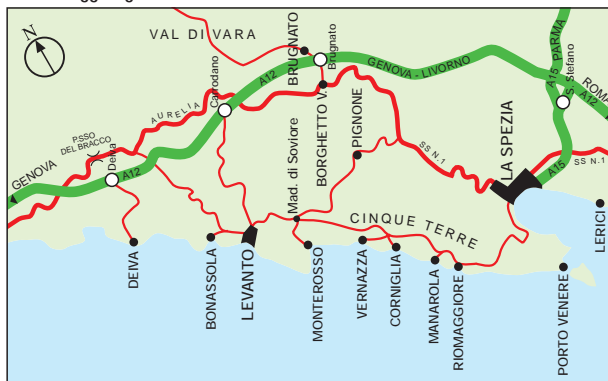 N
VAL DI VARA
BRUGNATO
Brugnato
GENOVA - LIVORNO
A15 PARMA
S. Stefano
A12
ROMA
A12
Carrodano
AURELIA
P.SSO
DEL BRACCO
Deiva
A12
GENOVA
BORGHETTO V.
PIGNONE
Mad. di Soviore
SS N.1
LA SPEZIA
A15
SS N.1
CINQUE TERRE
DEIVA
BONASSOLA
LEVANTO
MONTEROSSO
VERNAZZA
CORNIGLIA
MANAROLA
RIOMAGGIORE
PORTO VENERE
LERICI